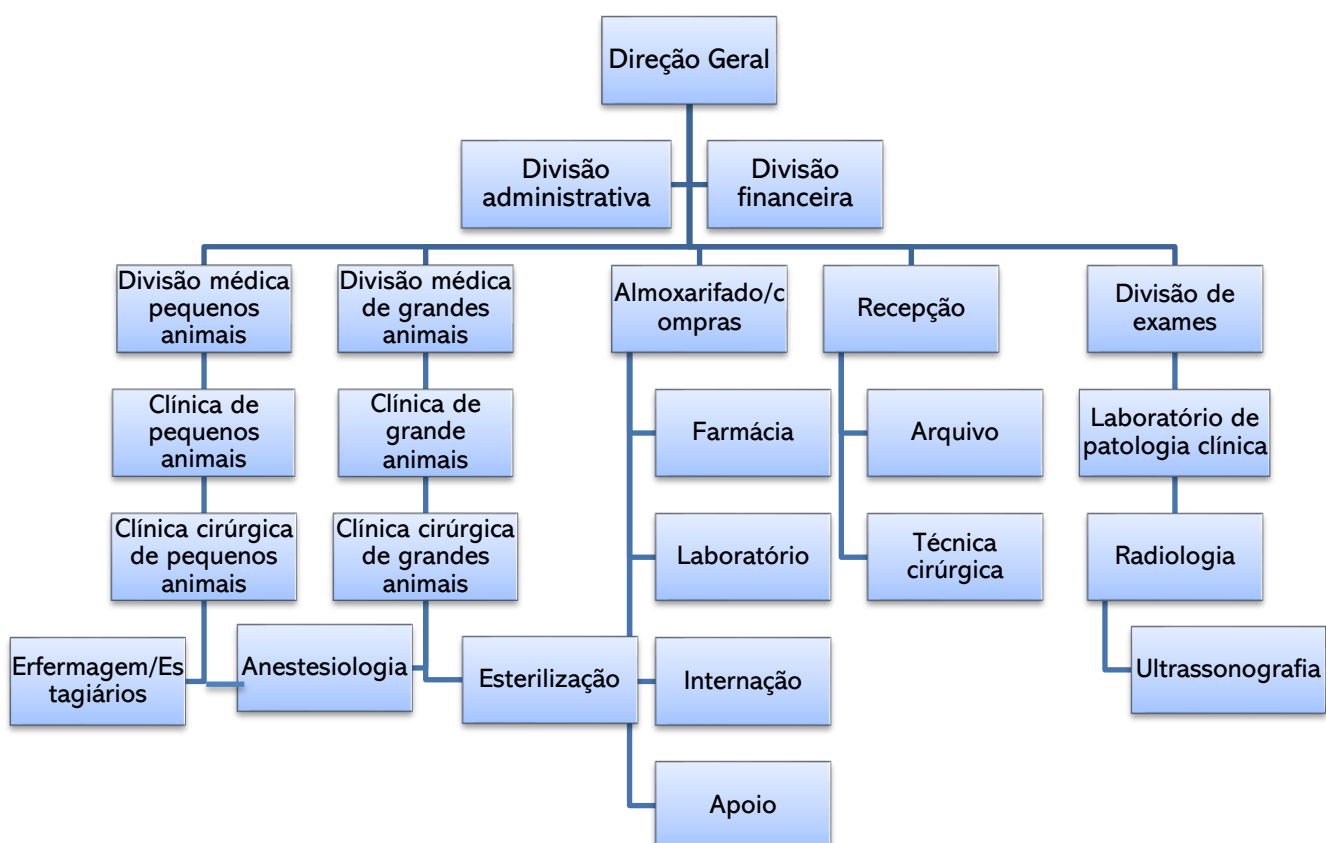 Direção Geral
Divisão
administrativa
Divisão
financeira
Divisão médica
pequenos
animais
Divisão médica
de grandes
animais
Almoxarifado/c
ompras
Recepção
Divisão de
exames
Clínica de
pequenos
animais
Clínica de
grande
animais
Farmácia
Arquivo
Laboratório de
patologia clínica
Clínica cirúrgica
de pequenos
animais
Clínica cirúrgica
de grandes
animais
Laboratório
Técnica
cirúrgica
Radiologia
Erfermagem/Es
tagiários
Anestesiologia
Esterilização
Internação
Ultrassonografia
Apoio